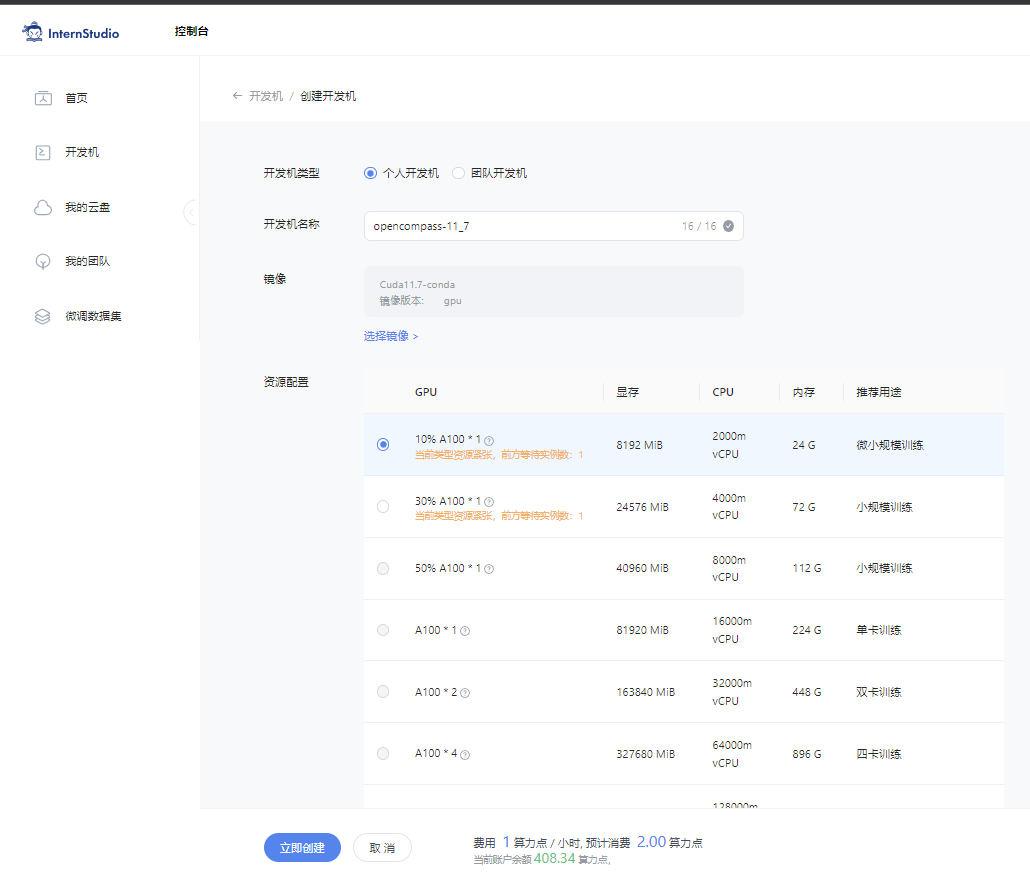 InternStudio
控制台
首页
开发机
我的云盘
我的团队
微调数据集
← 开发机 / 创建开发机
开发机类型
个人开发机 团队开发机
开发机名称
opencompass-11_7 16 / 16
镜像
Cuda11.7-conda
镜像版本: gpu
选择镜像 >
资源配置
GPU 显存 CPU 内存 推荐用途
10% A100 * 1
当前类型资源紧张，前方等待实例数：1
8192 MiB
2000m
vCPU
24 G
微小规模训练
30% A100 * 1
当前类型资源紧张，前方等待实例数：1
24576 MiB
4000m
vCPU
72 G
小规模训练
50% A100 * 1
40960 MiB
8000m
vCPU
112 G
小规模训练
A100 * 1
81920 MiB
16000m
vCPU
224 G
单卡训练
A100 * 2
163840 MiB
32000m
vCPU
448 G
双卡训练
A100 * 4
327680 MiB
64000m
vCPU
896 G
四卡训练
128000m
立即创建
取 消
费用 1 算力点 / 小时, 预计消费 2.00 算力点
当前账户余额 408.34 算力点,